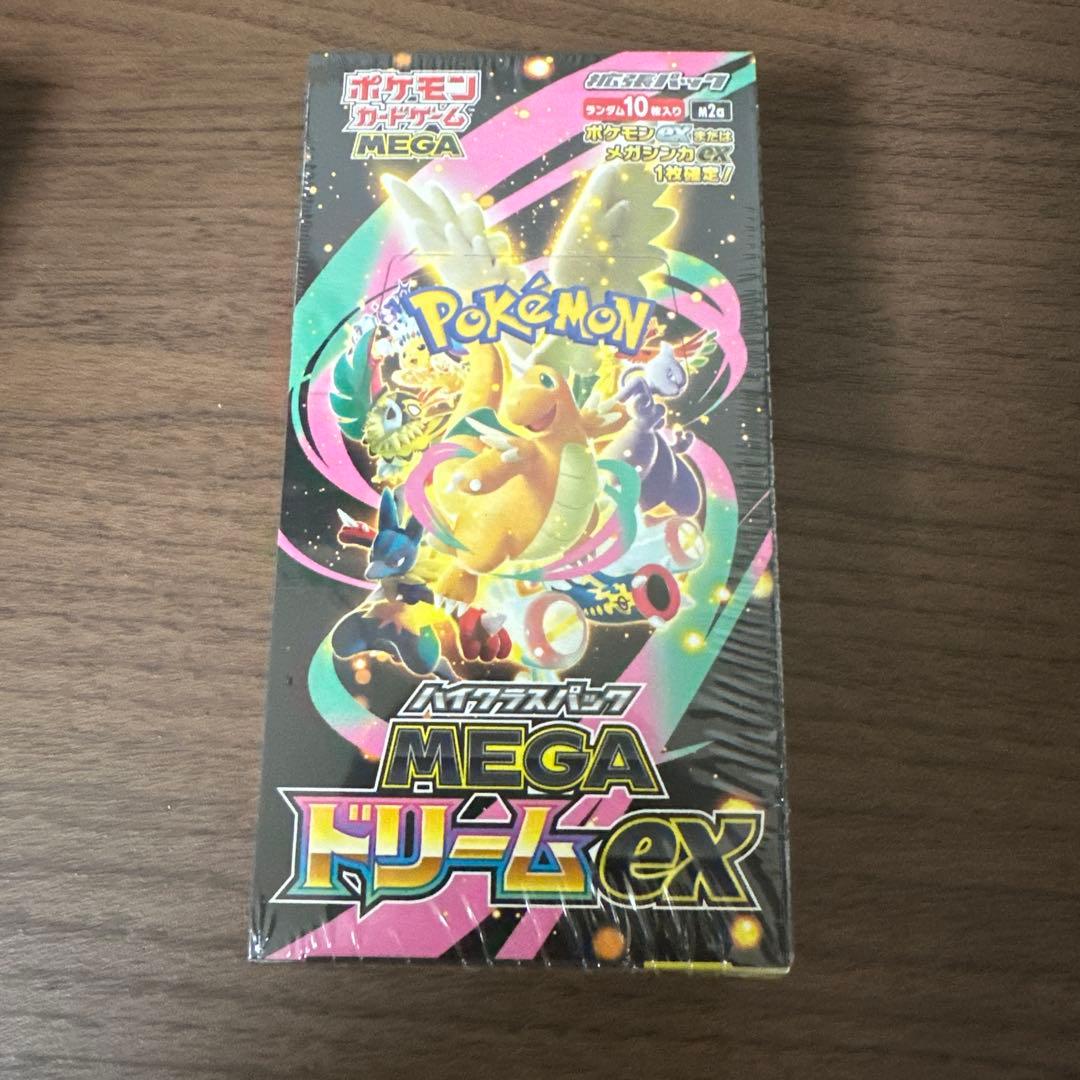 ポケモン
カードゲーム
MEGA
拡張パック
ランダム10枚入り M2a
ポケモンexまたは
メガシンカex
1枚確定!
POKéMON
ハイクラスパック
MEGA
ドリームex